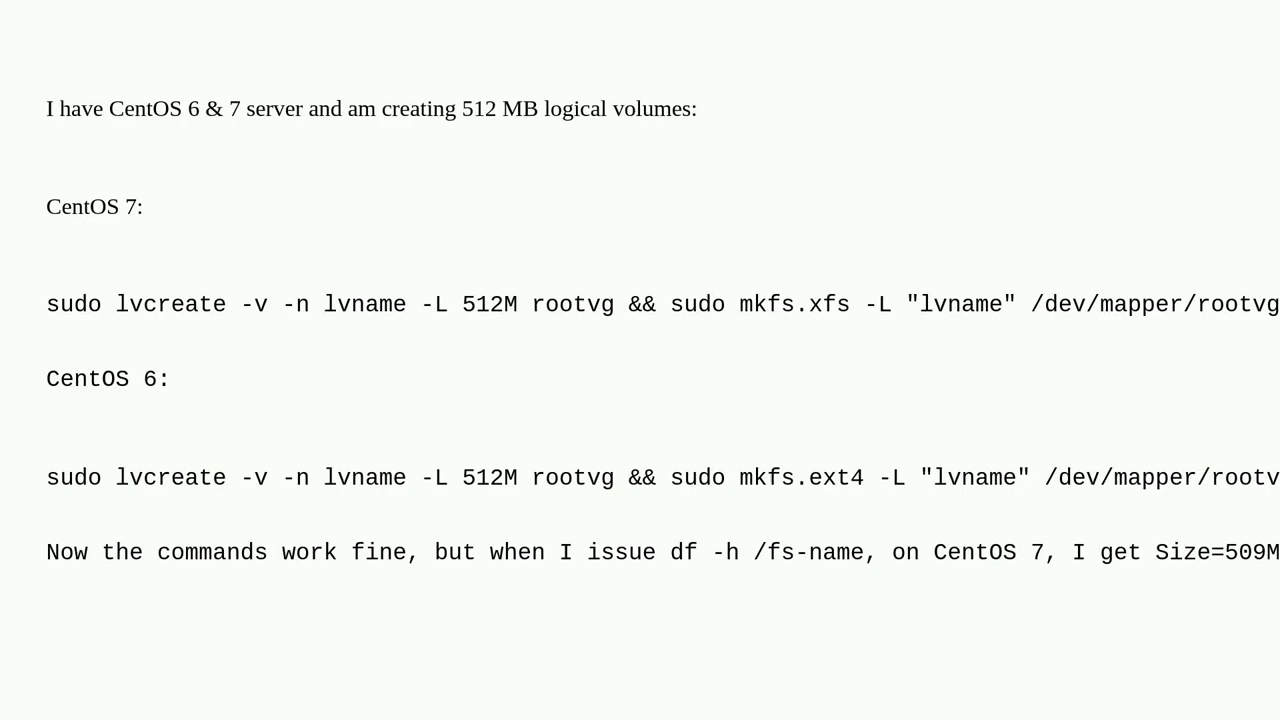 I have CentOS 6 & 7 server and am creating 512 MB logical volumes:
CentOS 7:
sudo lvcreate -v -n lvname -L 512M rootvg && sudo mkfs.xfs -L "lvname" /dev/mapper/rootvg
CentOS 6:
sudo lvcreate -v -n lvname -L 512M rootvg && sudo mkfs.ext4 -L "lvname" /dev/mapper/rootv
Now the commands work fine, but when I issue df -h /fs-name, on CentOS 7, I get Size=509M